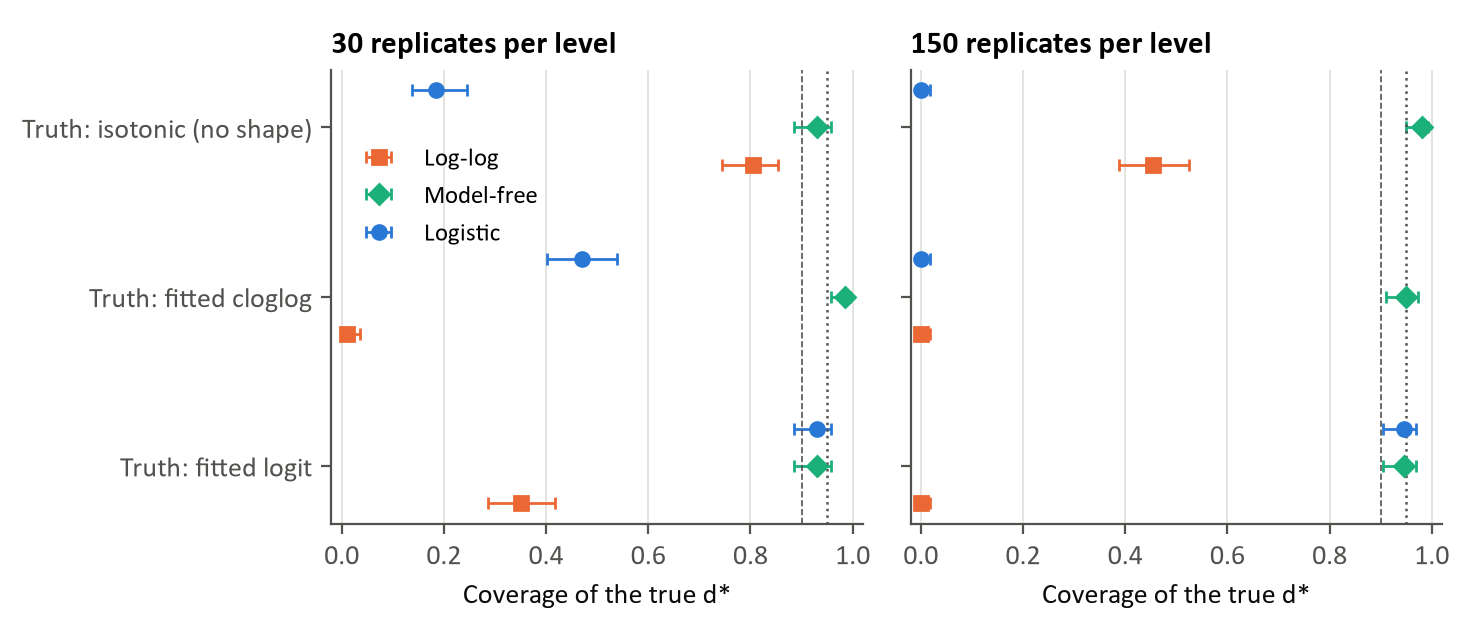 30 replicates per level
150 replicates per level
Truth: isotonic (no shape)
Truth: fitted cloglog
Truth: fitted logit
Log-log
Model-free
Logistic
0.0 0.2 0.4 0.6 0.8 1.0
0.0 0.2 0.4 0.6 0.8 1.0
Coverage of the true d*
Coverage of the true d*